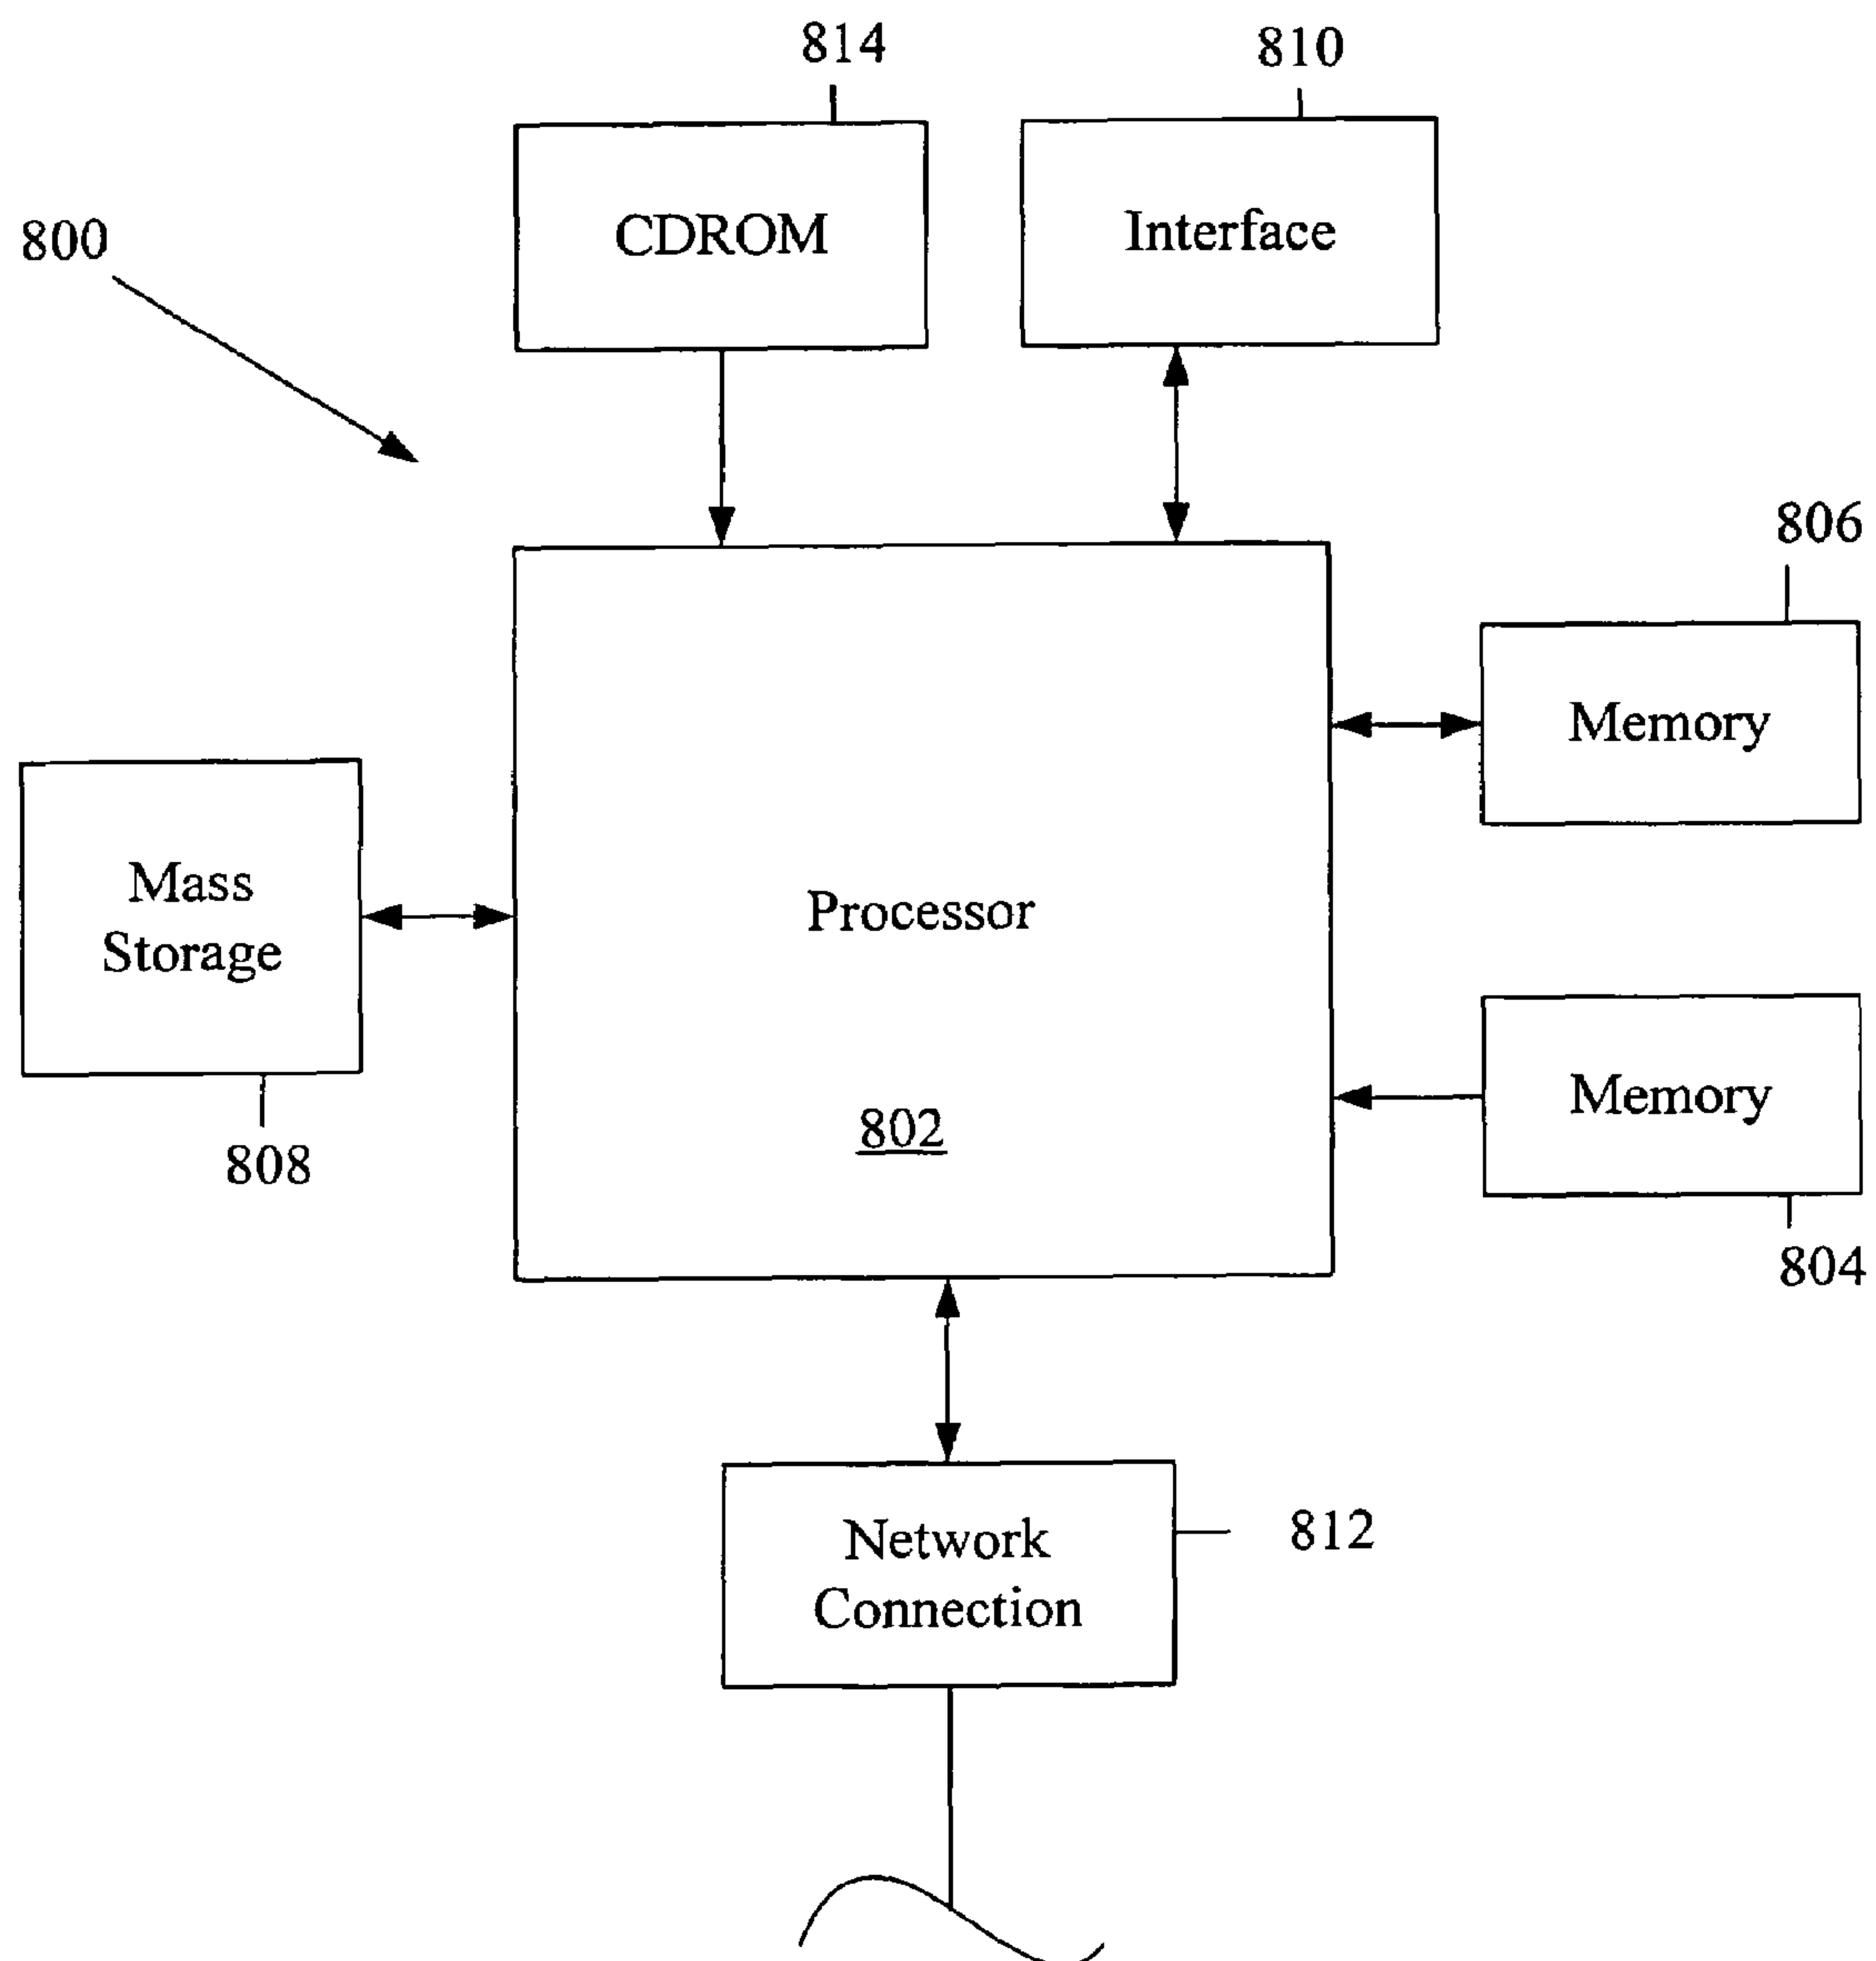 814
810
CDROM
Interface
800
806
Memory
Mass
Storage
Processor
Memory
802
808
804
Network
Connection
812